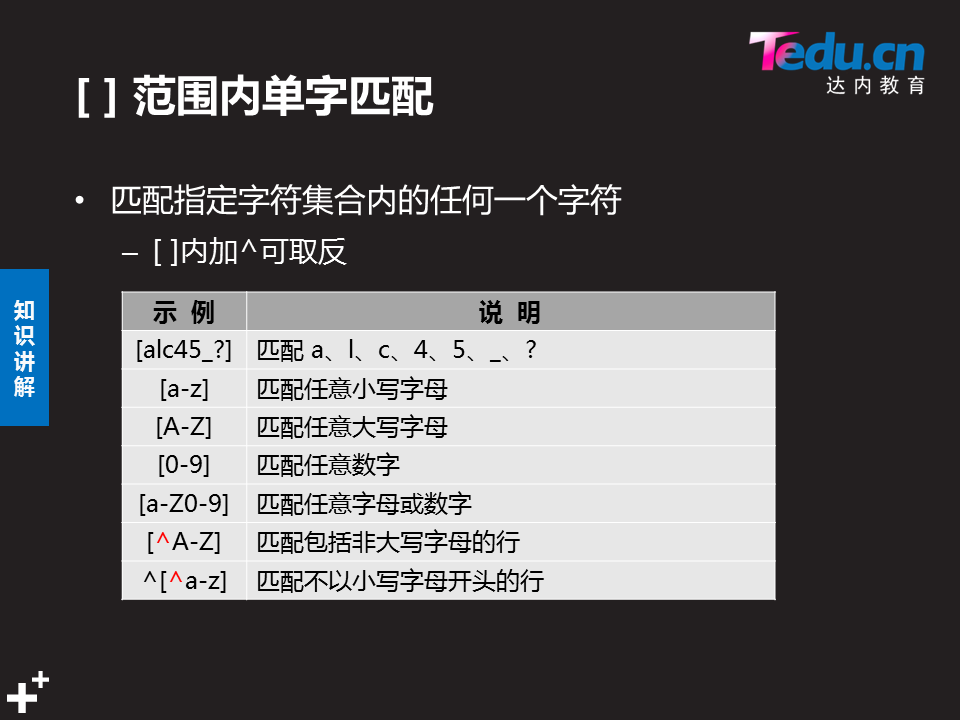 Tedu.cn
达内教育
[ ] 范围内单字匹配
• 匹配指定字符集合内的任何一个字符
– [ ]内加^可取反
知识讲解
示 例 说 明
[alc45_?] 匹配 a、l、c、4、5、_、?
[a-z] 匹配任意小写字母
[A-Z] 匹配任意大写字母
[0-9] 匹配任意数字
[a-Z0-9] 匹配任意字母或数字
[^A-Z] 匹配包括非大写字母的行
^[^a-z] 匹配不以小写字母开头的行